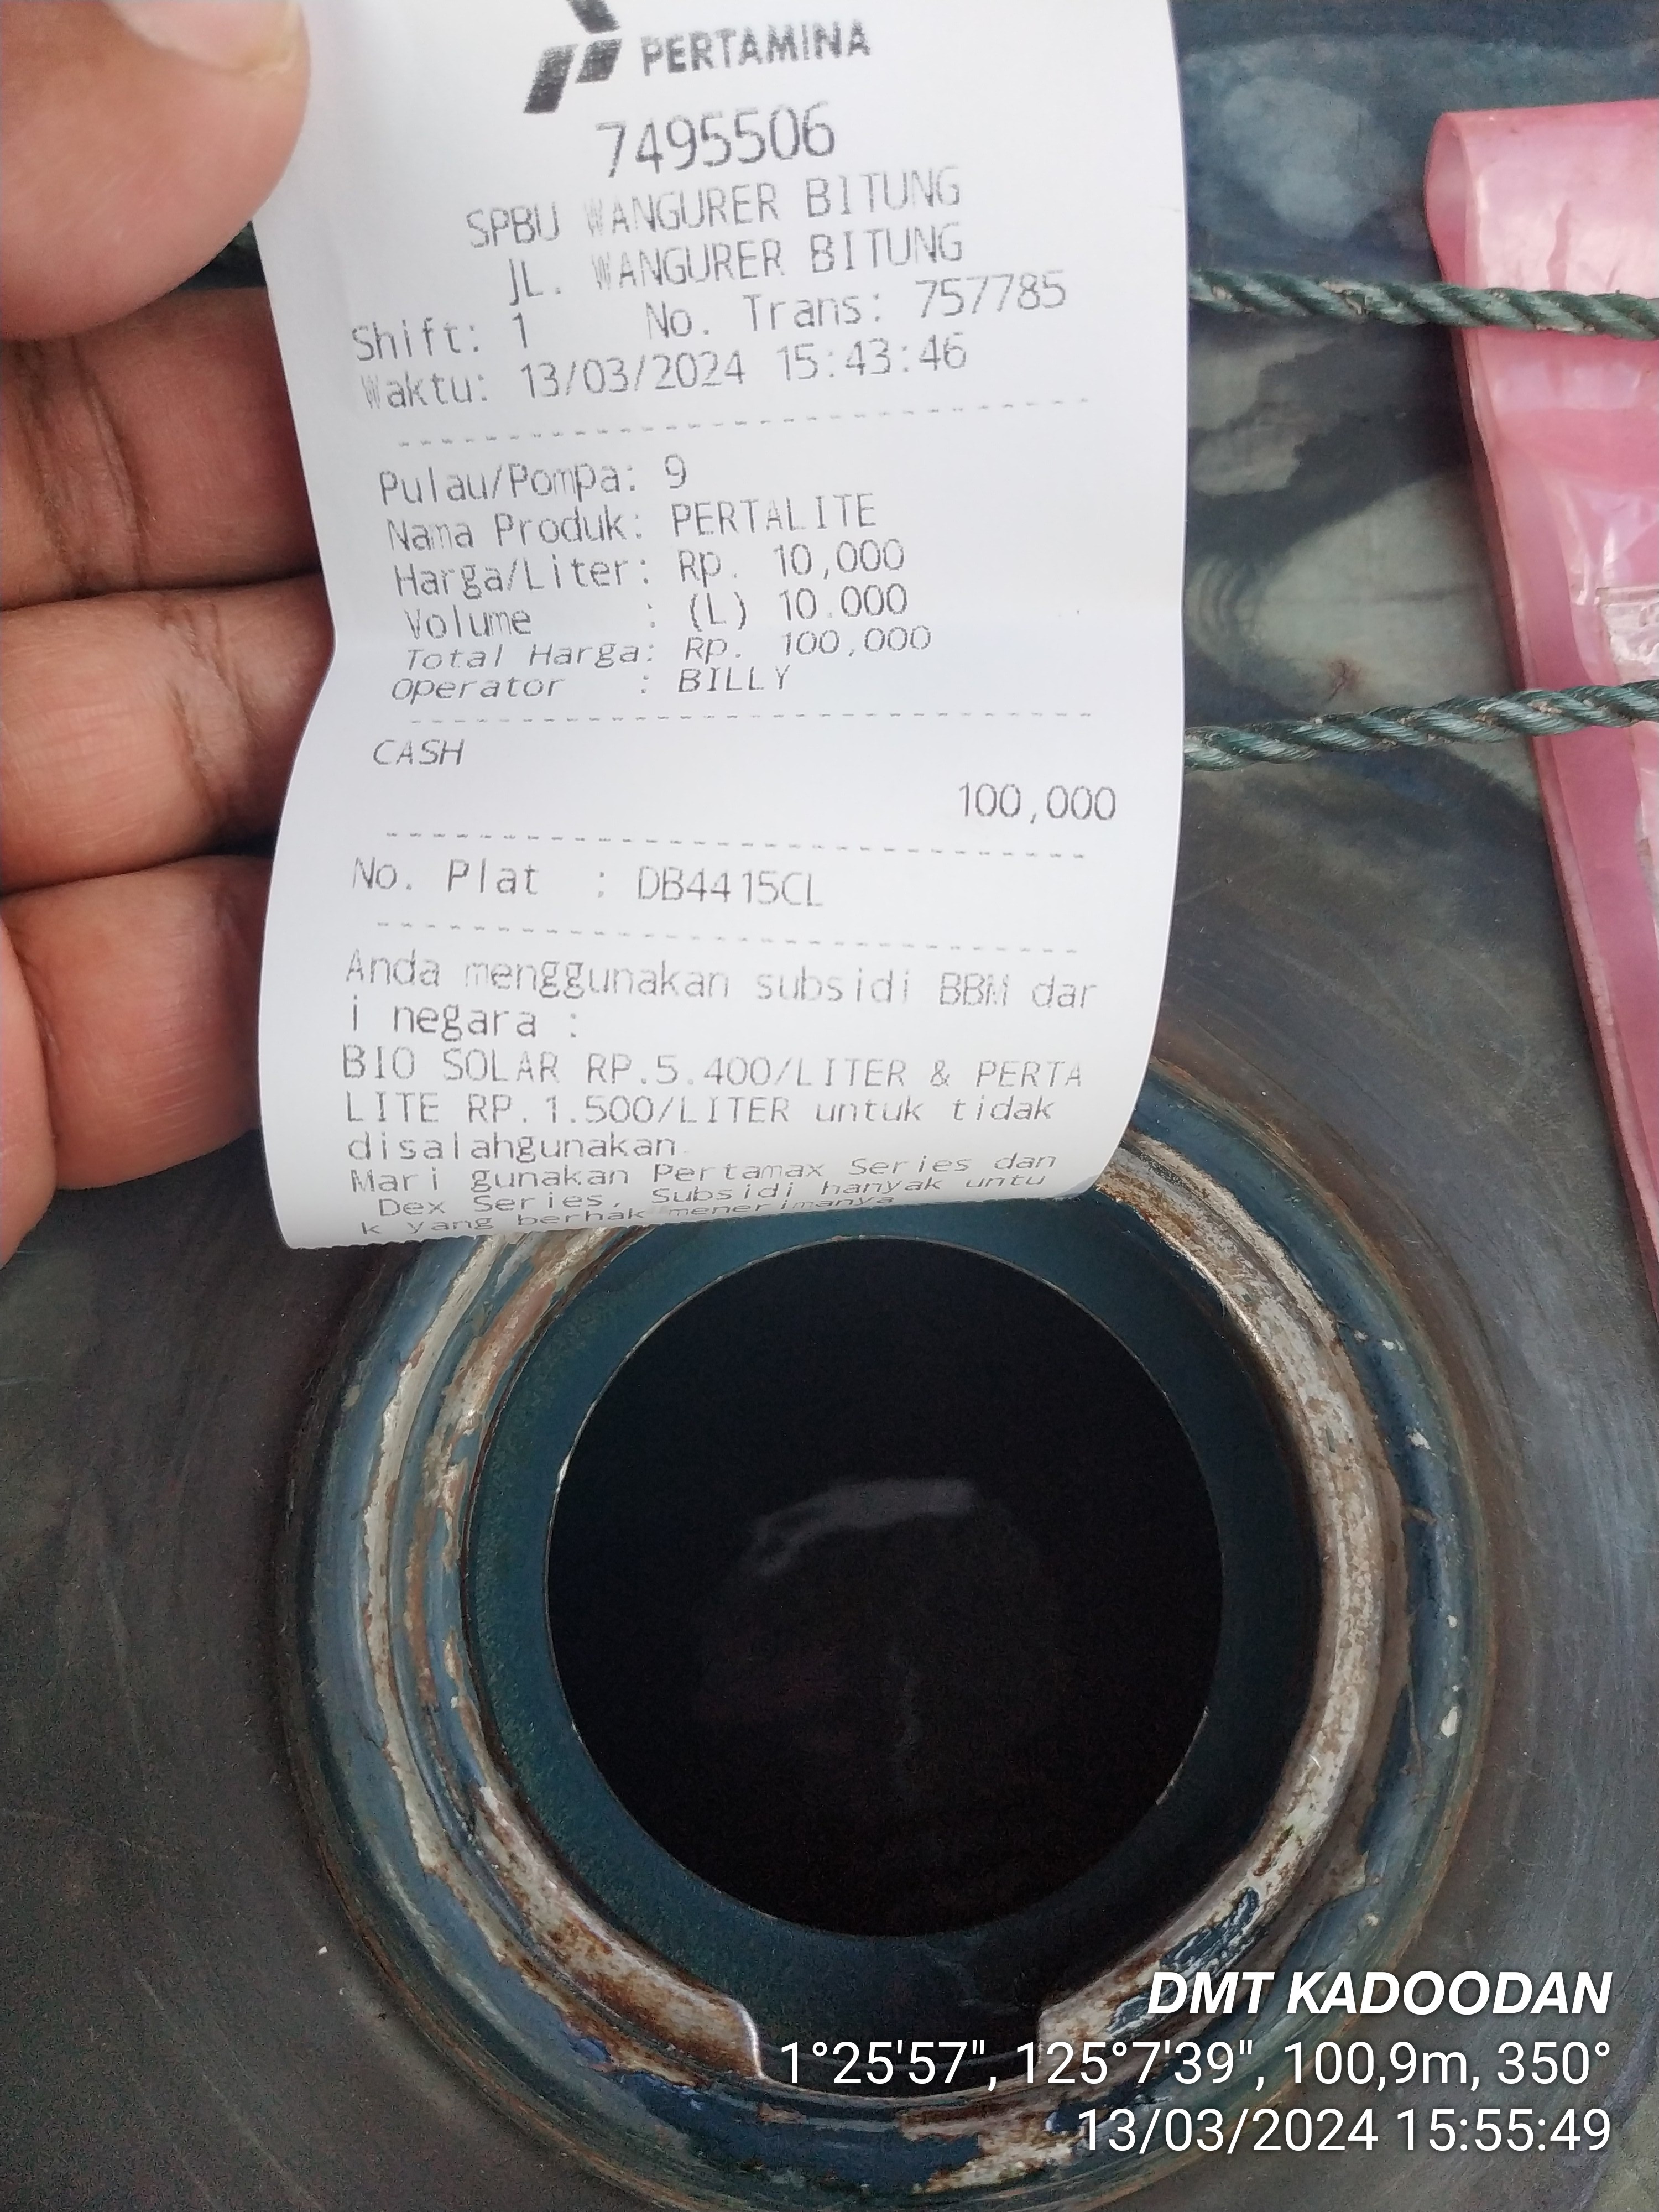 PERTAMINA
7495506
SPBU WANGURER BITUNG
JL. WANGURER BITUNG
Shift: 1 No. Trans: 757785
Waktu: 13/03/2024 15:43:46
Pulau/Pompa: 9
Nama Produk: PERTALITE
Harga/Liter: Rp. 10,000
Volume : (L) 10.000
Total Harga: Rp. 100,000
Operator : BILLY
CASH
100,000
No. Plat : DB4415CL
Anda menggunakan subsidi BBM dar
i negara :
BIO SOLAR RP.5.400/LITER & PERTA
LITE RP.1.500/LITER untuk tidak
disalahgunakan.
Mari gunakan Pertamax Series dan
Dex Series, Subsidi hanyak untu
k yang berhak menerimanya
DMT KADOODAN
1°25'57", 125°7'39", 100,9m, 350°
13/03/2024 15:55:49